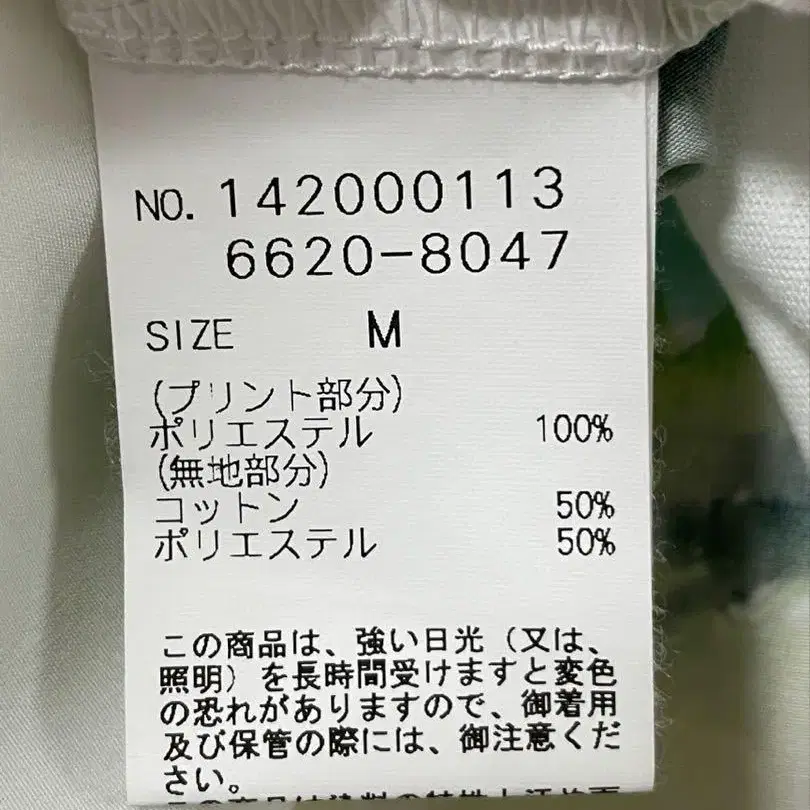 NO. 142000113
6620-8047
SIZE M
(プリント部分)
ポリエステル 100%
(無地部分)
コットン 50%
ポリエステル 50%
この商品は、強い日光（又は、
照明）を長時間受けますと変色
の恐れがありますので、御着用
及び保管の際には、御注意くだ
さい。